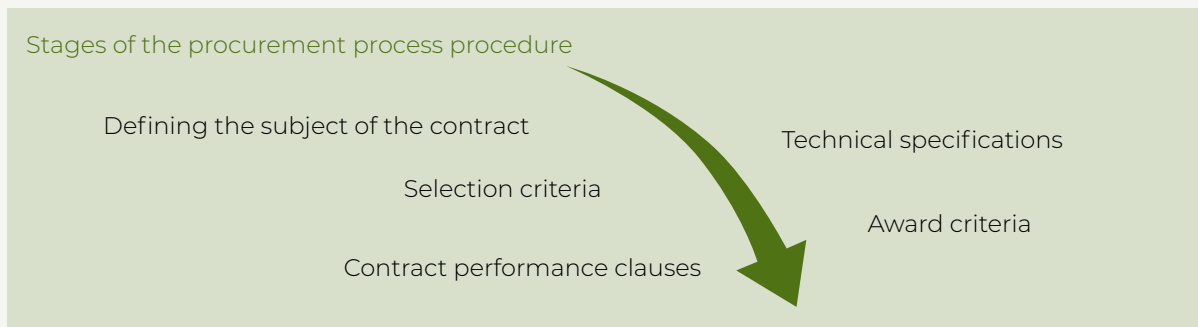 Stages of the procurement process procedure
Defining the subject of the contract
Technical specifications
Selection criteria
Award criteria
Contract performance clauses